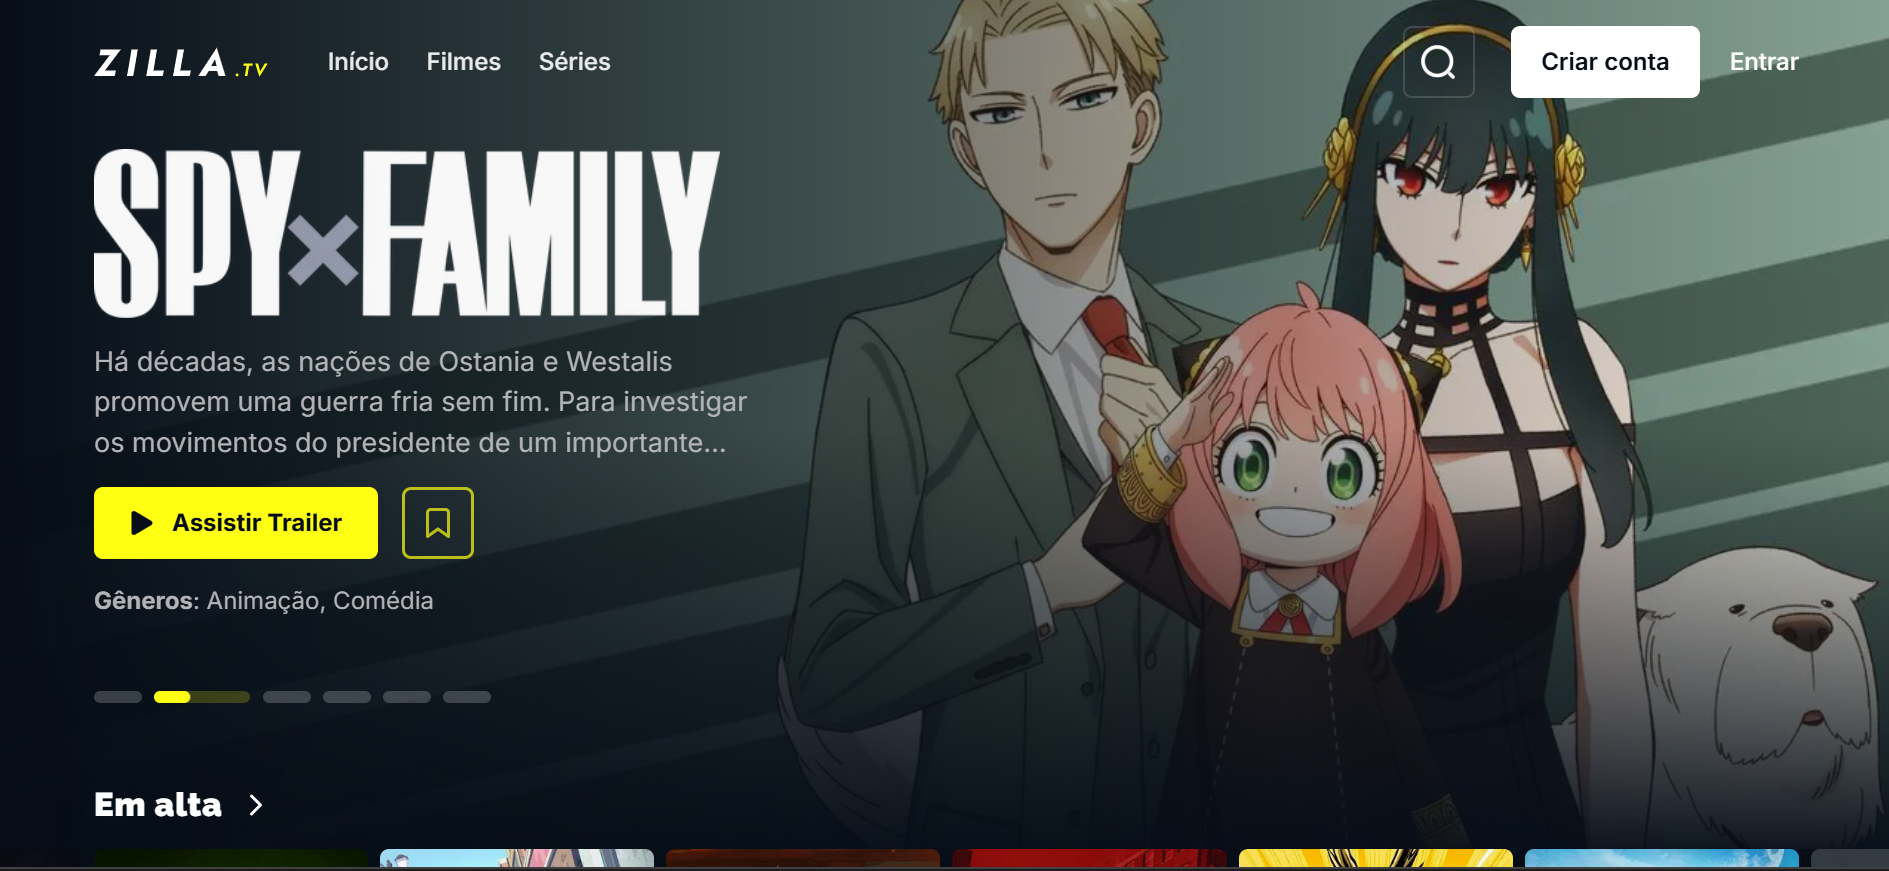 ZILLA.TV
Início
Filmes
Séries
Criar conta
Entrar
SPY×FAMILY
Há décadas, as nações de Ostania e Westalis
promovem uma guerra fria sem fim. Para investigar
os movimentos do presidente de um importante...
Assistir Trailer
Gêneros: Animação, Comédia
Em alta